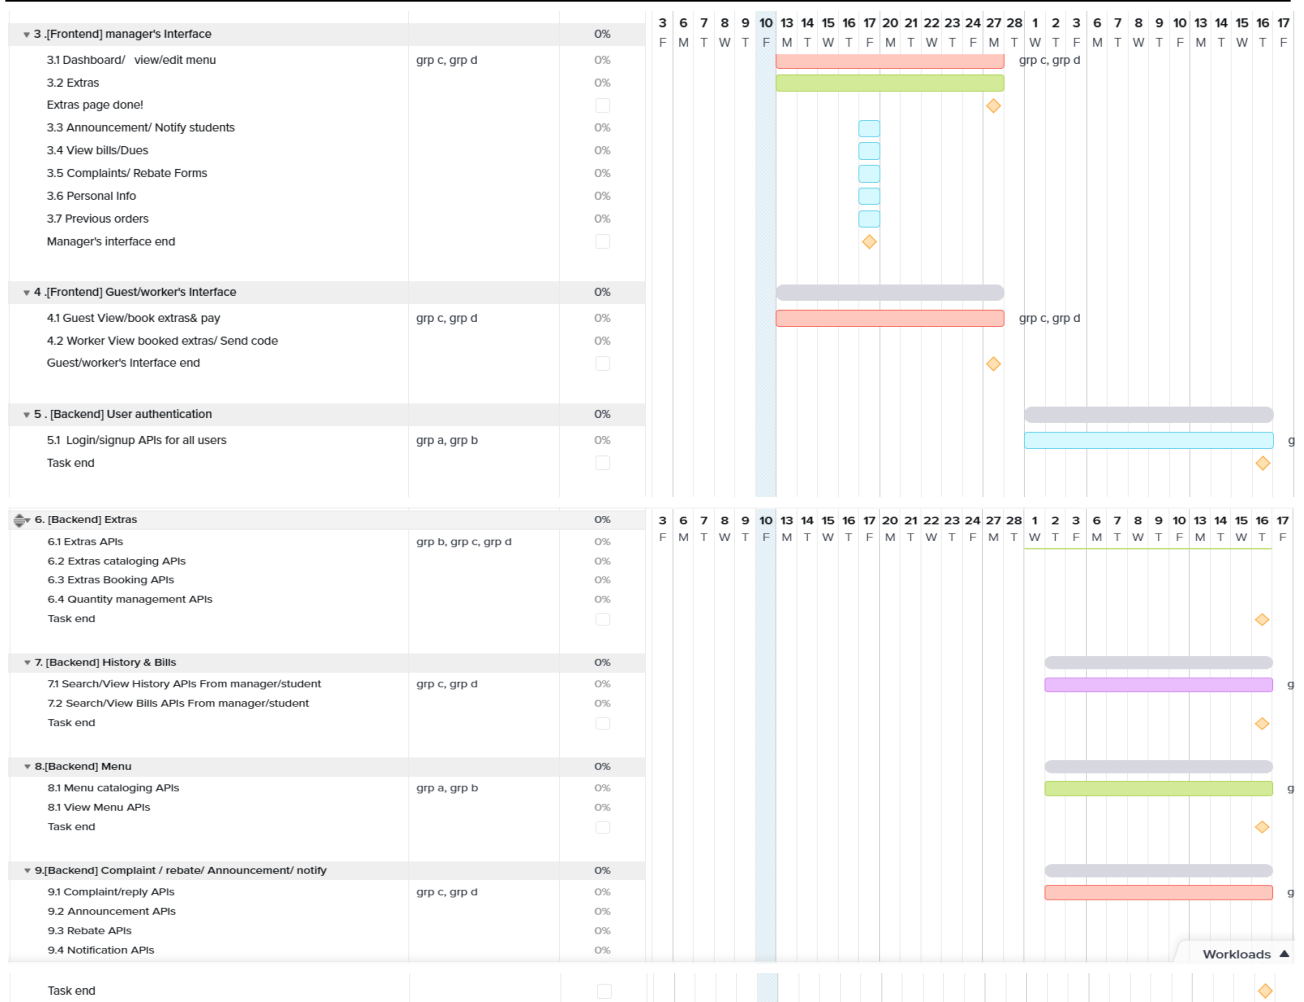 3 6 7 8 9 10 13 14 15 16 17 20 21 22 23 24 27 28 1 2 3 6 7 8 9 10 13 14 15 16 17
3 .[Frontend] manager's Interface 0% F M T W T F M T W T F M T W T F M T W T F M T W T F M T W T F
3.1 Dashboard/ view/edit menu grp c, grp d 0% grp c, grp d
3.2 Extras 0%
Extras page done!
3.3 Announcement/ Notify students 0%
3.4 View bills/Dues 0%
3.5 Complaints/ Rebate Forms 0%
3.6 Personal Info 0%
3.7 Previous orders 0%
Manager's interface end
4 .[Frontend] Guest/worker's Interface 0%
4.1 Guest View/book extras& pay grp c, grp d 0% grp c, grp d
4.2 Worker View booked extras/ Send code 0%
Guest/worker's Interface end
5 . [Backend] User authentication 0%
5.1 Login/signup APIs for all users grp a, grp b 0% g
Task end
6. [Backend] Extras 0% 3 6 7 8 9 10 13 14 15 16 17 20 21 22 23 24 27 28 1 2 3 6 7 8 9 10 13 14 15 16 17
F M T W T F M T W T F M T W T F M T W T F M T W T F M T W T F
6.1 Extras APIs grp b, grp c, grp d 0%
6.2 Extras cataloging APIs 0%
6.3 Extras Booking APIs 0%
6.4 Quantity management APIs 0%
Task end
7. [Backend] History & Bills 0%
7.1 Search/View History APIs From manager/student grp c, grp d 0% g
7.2 Search/View Bills APIs From manager/student 0%
Task end
8.[Backend] Menu 0%
8.1 Menu cataloging APIs grp a, grp b 0% g
8.1 View Menu APIs 0%
Task end
9.[Backend] Complaint / rebate/ Announcement/ notify 0%
9.1 Complaint/reply APIs grp c, grp d 0% g
9.2 Announcement APIs 0%
9.3 Rebate APIs 0%
9.4 Notification APIs 0%
Workloads
Task end